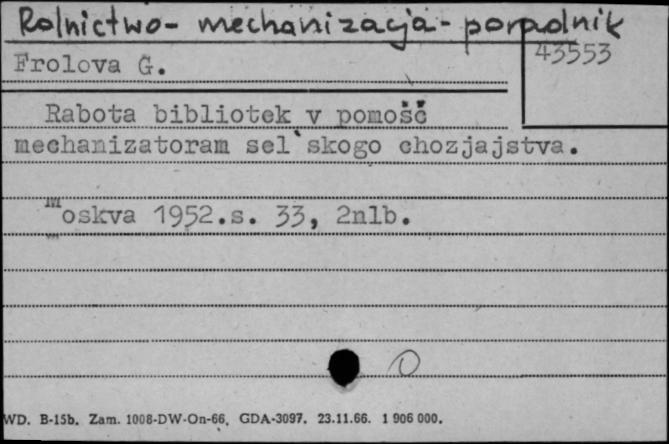 Rolnictwo - mechanizacja - poradnik
43553
Frolova G.
Rabota bibliotek v pomošč
mechanizatoram sel'skogo chozjajstva.
Moskva 1952.s. 33, 2nlb.
0
WD. B-15b. Zam. 1008-DW-On-66, GDA-3097. 23.11.66. 1 906 000.